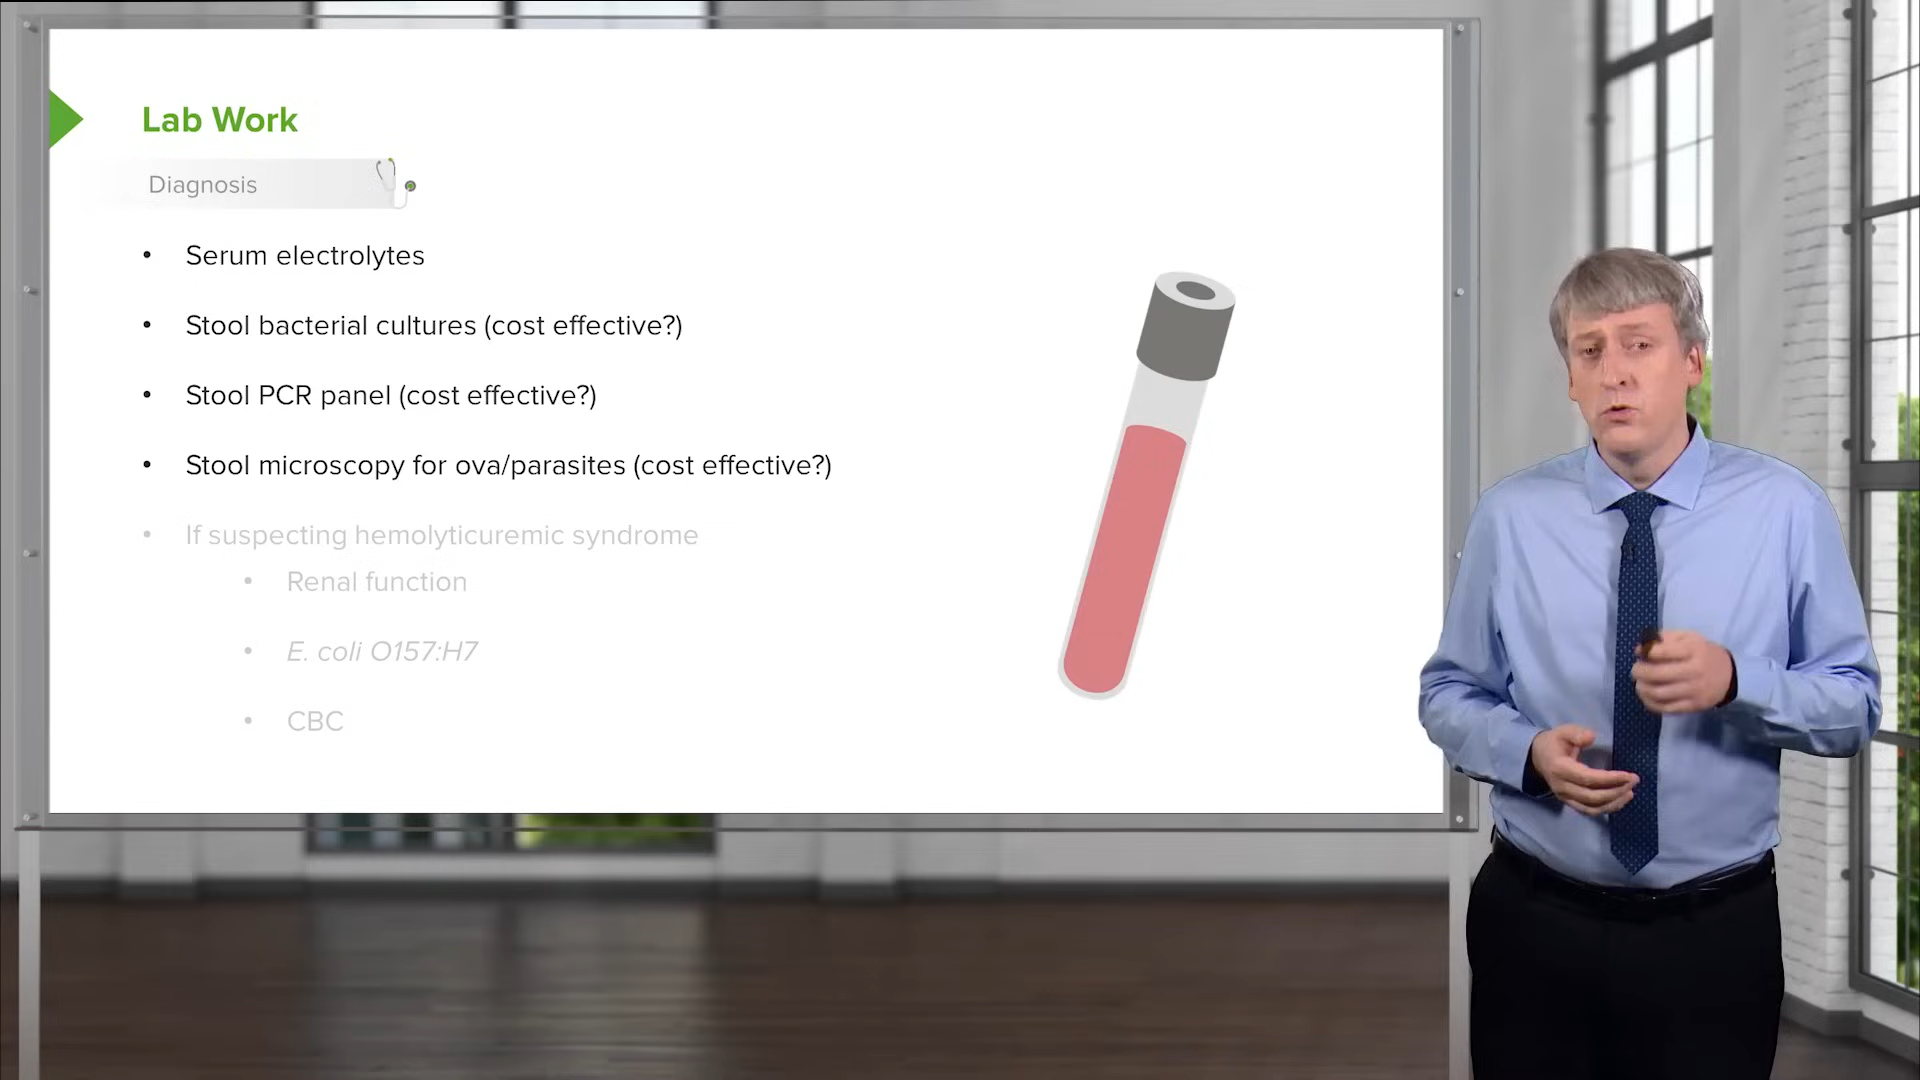 Lab Work
Diagnosis
• Serum electrolytes
• Stool bacterial cultures (cost effective?)
• Stool PCR panel (cost effective?)
• Stool microscopy for ova/parasites (cost effective?)
• If suspecting hemolyticuremic syndrome
• Renal function
• E. coli O157:H7
• CBC